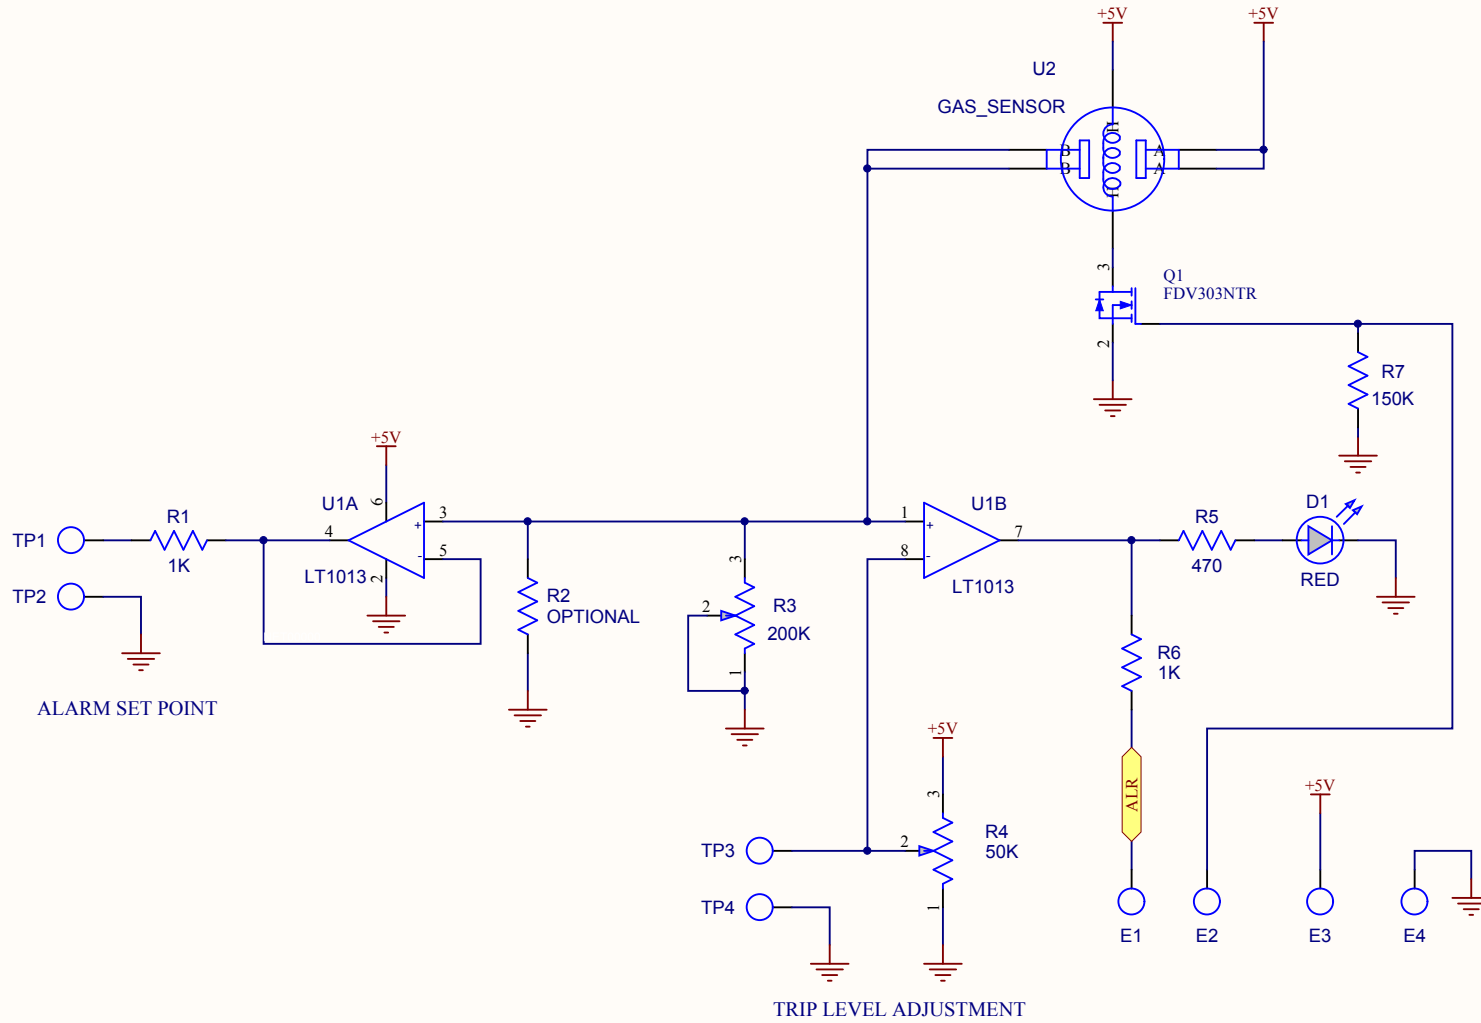 +5V
+5V
U2
GAS_SENSOR
H
B
A
B
A
H
3
Q1
FDV303NTR
2
R7
150K
+5V
6
U1A
3
4
+
5
-
LT1013
2
R1
TP1
1K
TP2
ALARM SET POINT
R2
OPTIONAL
3
2
R3
200K
1
U1B
1
+
8
-
7
LT1013
R5
470
D1
RED
R6
1K
ALR
+5V
3
R4
2
50K
1
TP3
TP4
TRIP LEVEL ADJUSTMENT
+5V
E1
E2
E3
E4